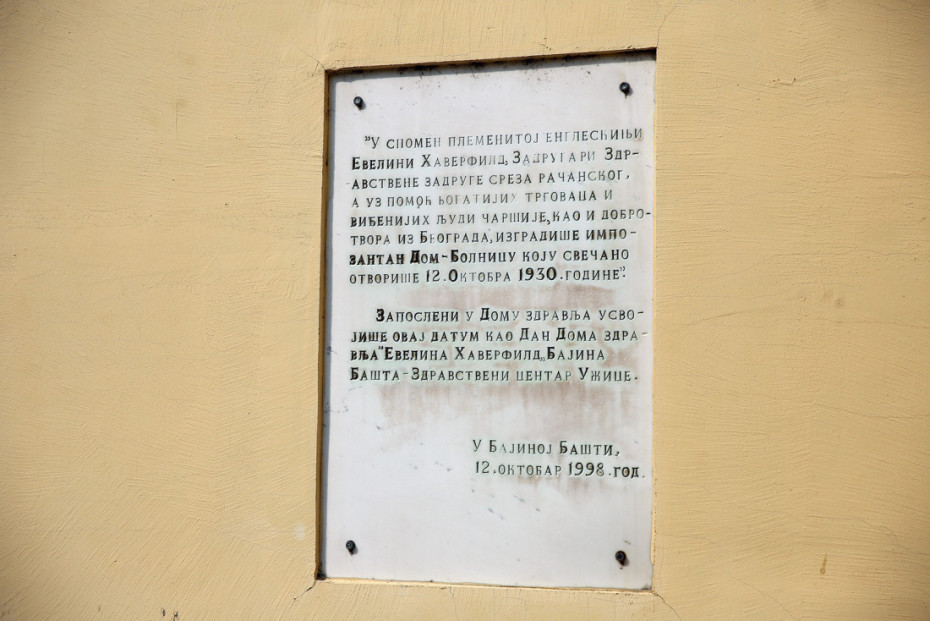 "У СПОМЕН ПЛЕМЕНИТОЈ ЕНГЛЕСКИЊИ
ЕВЕЛИНИ ХАВЕРФИЛД, ЗАДРУГАРИ ЗДР-
-АВСТВЕНЕ ЗАДРУГЕ СРЕЗА РАЧАНСКОГ,
А УЗ ПОМОЋ БОГАТИЈИХ ТРГОВАЦА И
ВИЂЕНИЈИХ ЉУДИ ЧАРШИЈЕ, КАО И ДОБРО-
ТВОРА ИЗ БЕОГРАДА, ИЗГРАДИШЕ ИМПО-
ЗАНТАН ДОМ-БОЛНИЦУ КОЈУ СВЕЧАНО
ОТВОРИШЕ 12. ОКТОБРА 1930. ГОДИНЕ".
ЗАПОСЛЕНИ У ДОМУ ЗДРАВЉА УСВО-
ЈИШЕ ОВАЈ ДАТУМ КАО ДАН ДОМА ЗДРА-
ВЉА "ЕВЕЛИНА ХАВЕРФИЛД" БАЈИНА
БАШТА-ЗДРАВСТВЕНИ ЦЕНТАР УЖИЦЕ.
У БАЈИНОЈ БАШТИ,
12. ОКТОБАР 1998. ГОД.